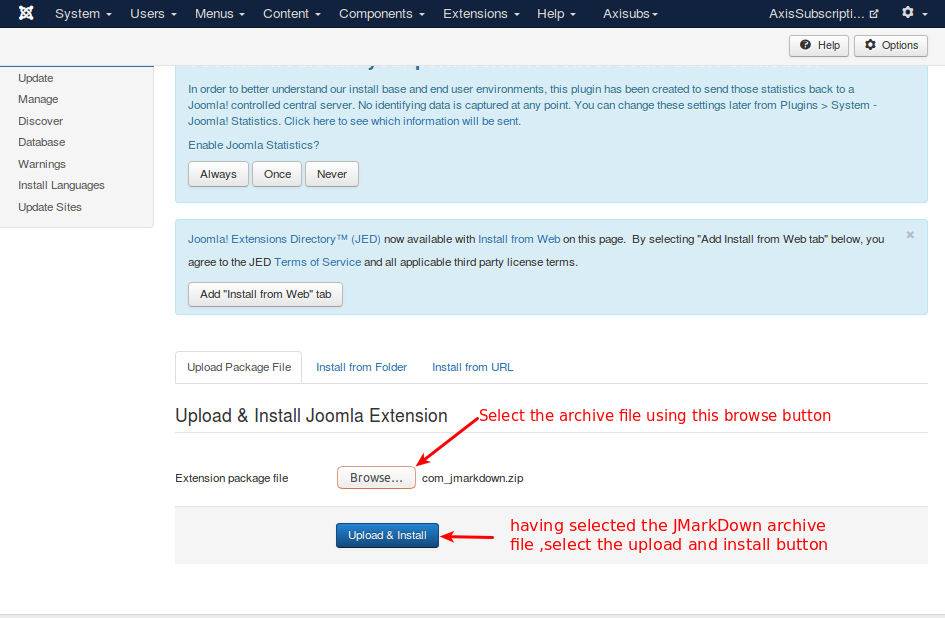 System Users Menus Content Components Extensions Help Axisubs AxisSubscripti...
Help Options
Update
Manage
Discover
Database
Warnings
Install Languages
Update Sites
In order to better understand our install base and end user environments, this plugin has been created to send those statistics back to a
Joomla! controlled central server. No identifying data is captured at any point. You can change these settings later from Plugins > System -
Joomla! Statistics. Click here to see which information will be sent.
Enable Joomla Statistics?
Always Once Never
Joomla! Extensions Directory™ (JED) now available with Install from Web on this page. By selecting "Add Install from Web tab" below, you
agree to the JED Terms of Service and all applicable third party license terms.
Add "Install from Web" tab
Upload Package File Install from Folder Install from URL
Upload & Install Joomla Extension
Select the archive file using this browse button
Extension package file Browse... com_jmarkdown.zip
Upload & Install
having selected the JMarkDown archive
file ,select the upload and install button